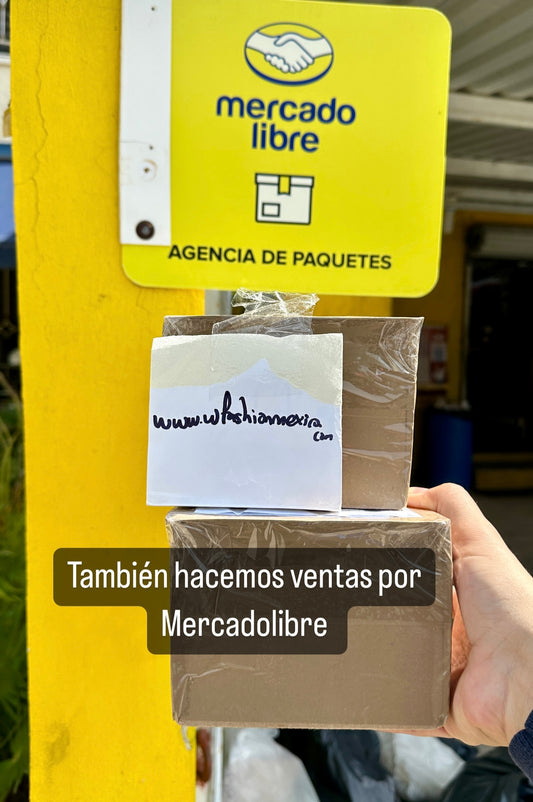 mercado
libre
AGENCIA DE PAQUETES
www.wfashionmexico
com
También hacemos ventas por
Mercadolibre